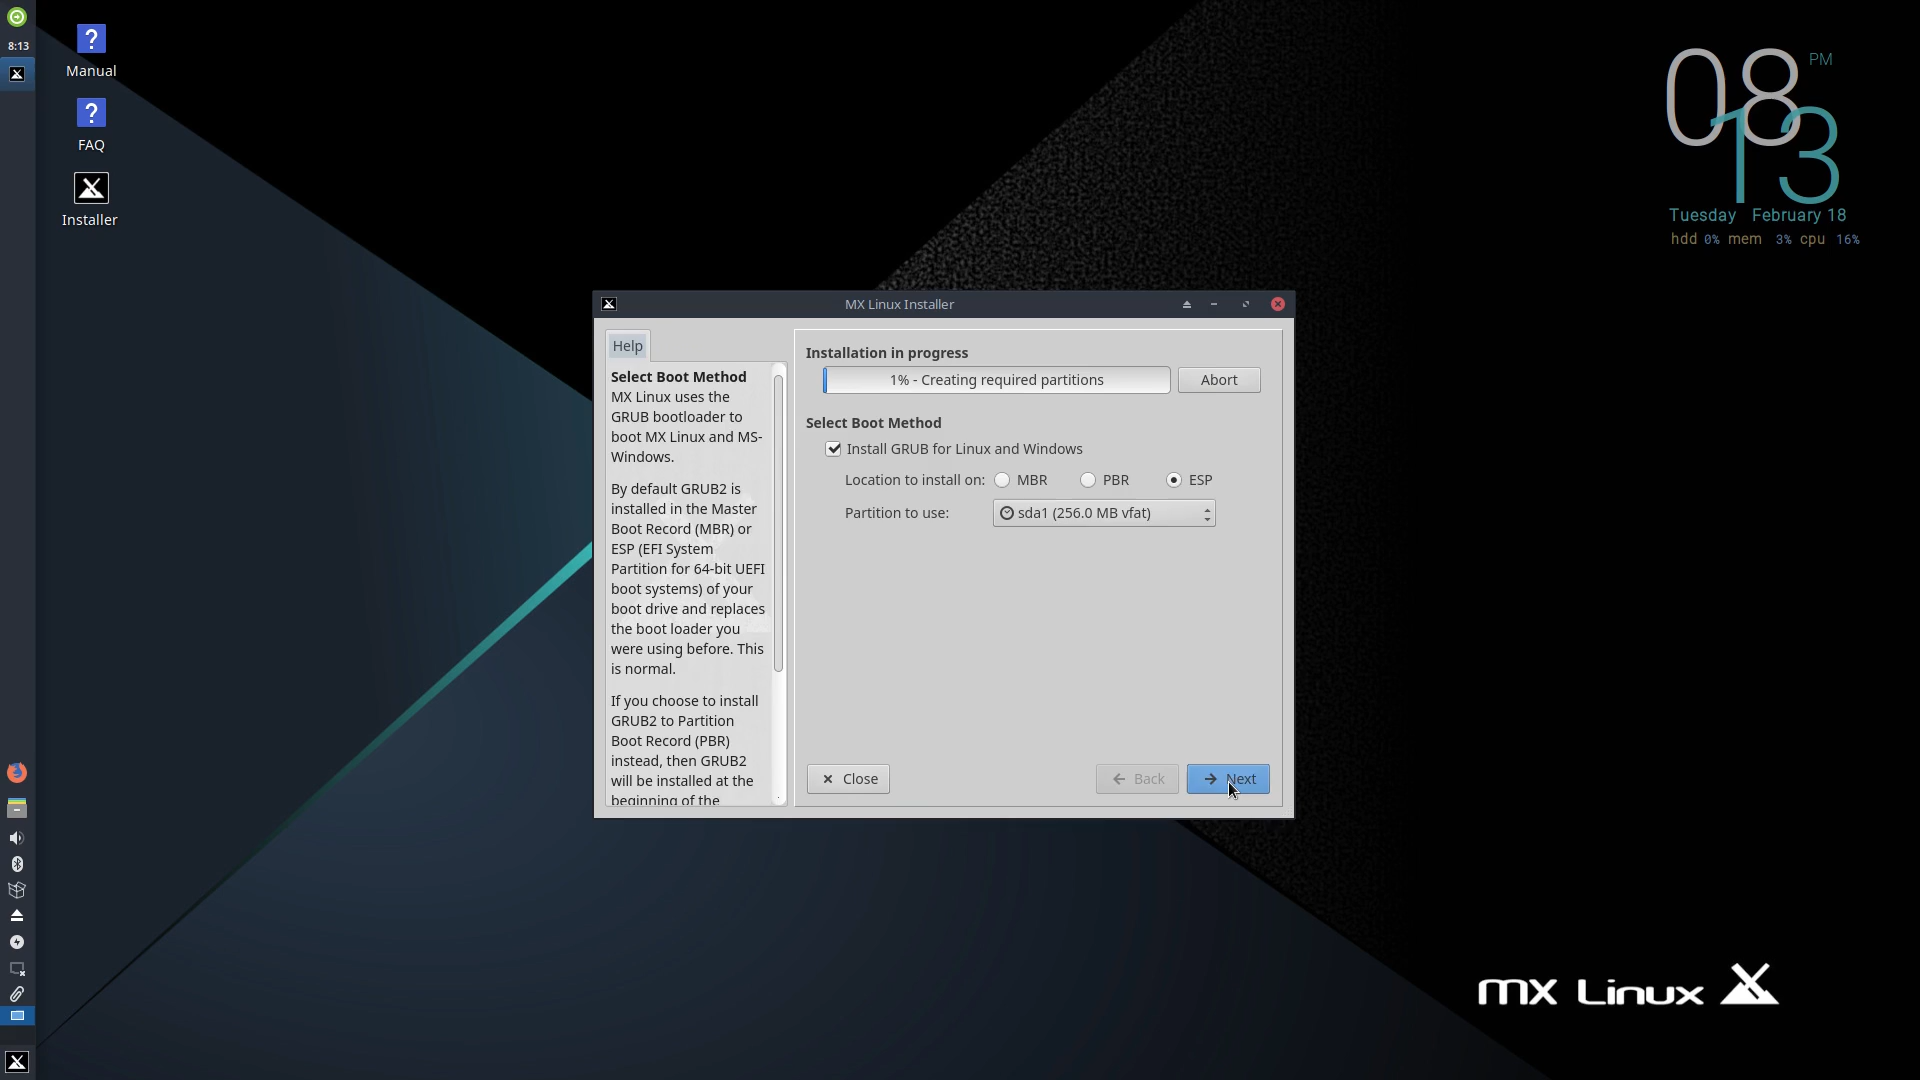 8:13
Manual
FAQ
Installer
08
PM
13
Tuesday February 18
hdd 0% mem 3% cpu 16%
MX Linux Installer
Help
Select Boot Method
MX Linux uses the
GRUB bootloader to
boot MX Linux and MS-
Windows.
By default GRUB2 is
installed in the Master
Boot Record (MBR) or
ESP (EFI System
Partition for 64-bit UEFI
boot systems) of your
boot drive and replaces
the boot loader you
were using before. This
is normal.
If you choose to install
GRUB2 to Partition
Boot Record (PBR)
instead, then GRUB2
will be installed at the
beginning of the
Installation in progress
1% - Creating required partitions
Abort
Select Boot Method
Install GRUB for Linux and Windows
Location to install on: MBR PBR ESP
Partition to use: sda1 (256.0 MB vfat)
Close
Back
Next
mx Linux